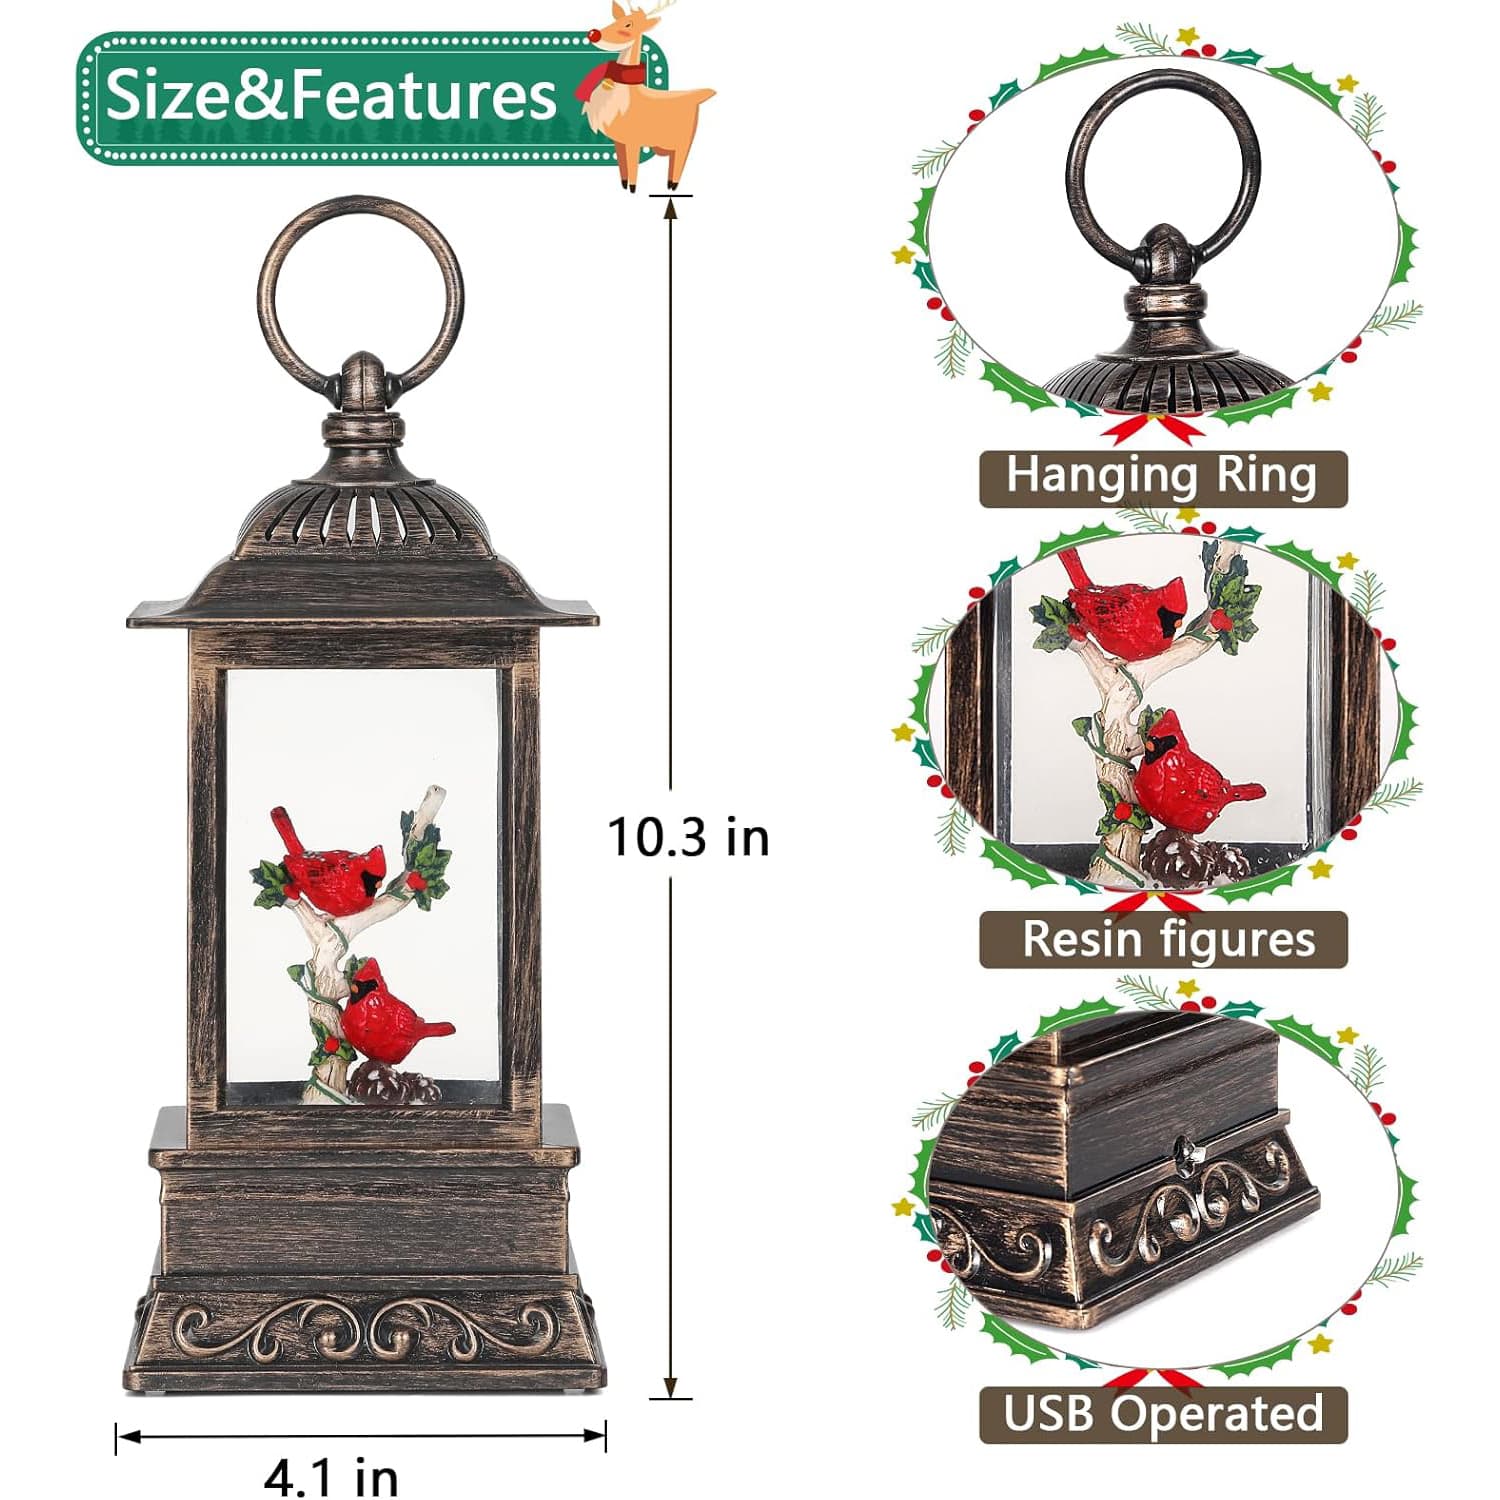 Size&Features
10.3 in
4.1 in
Hanging Ring
Resin figures
USB Operated